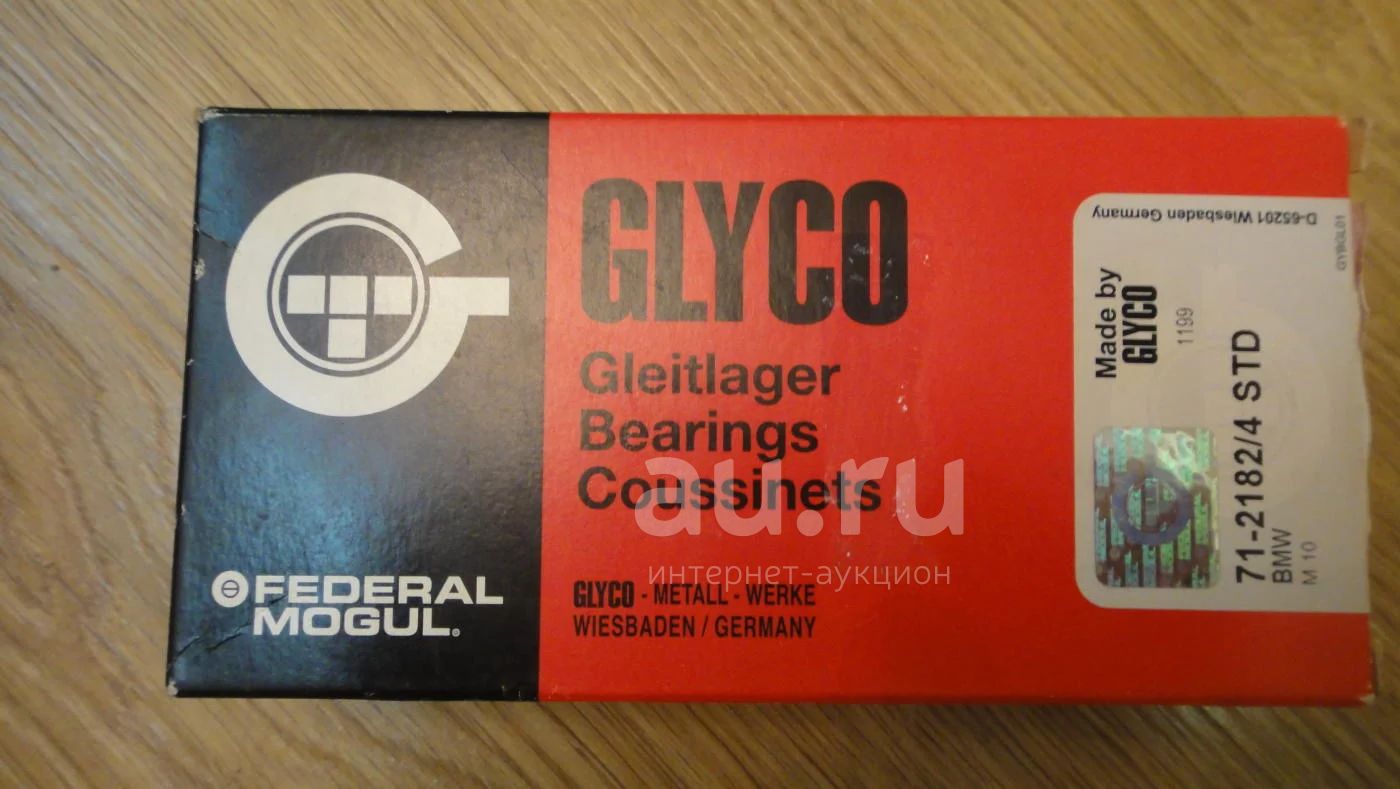 GLYCO
Gleitlager
Bearings
Coussinets
GLYCO - METALL - WERKE
WIESBADEN / GERMANY
FEDERAL
MOGUL®
Made by
GLYCO
1199
71-2182/4 STD
BMW
M 10
D-65201 Wiesbaden Germany
GYBGL01
au.ru
интернет-аукцион